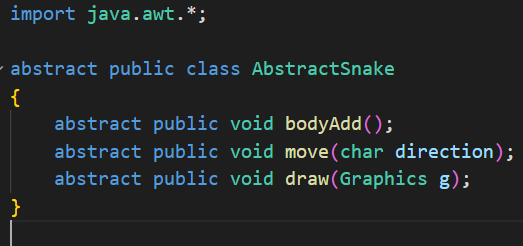 import java.awt.*;
abstract public class AbstractSnake
{
    abstract public void bodyAdd();
    abstract public void move(char direction);
    abstract public void draw(Graphics g);
}